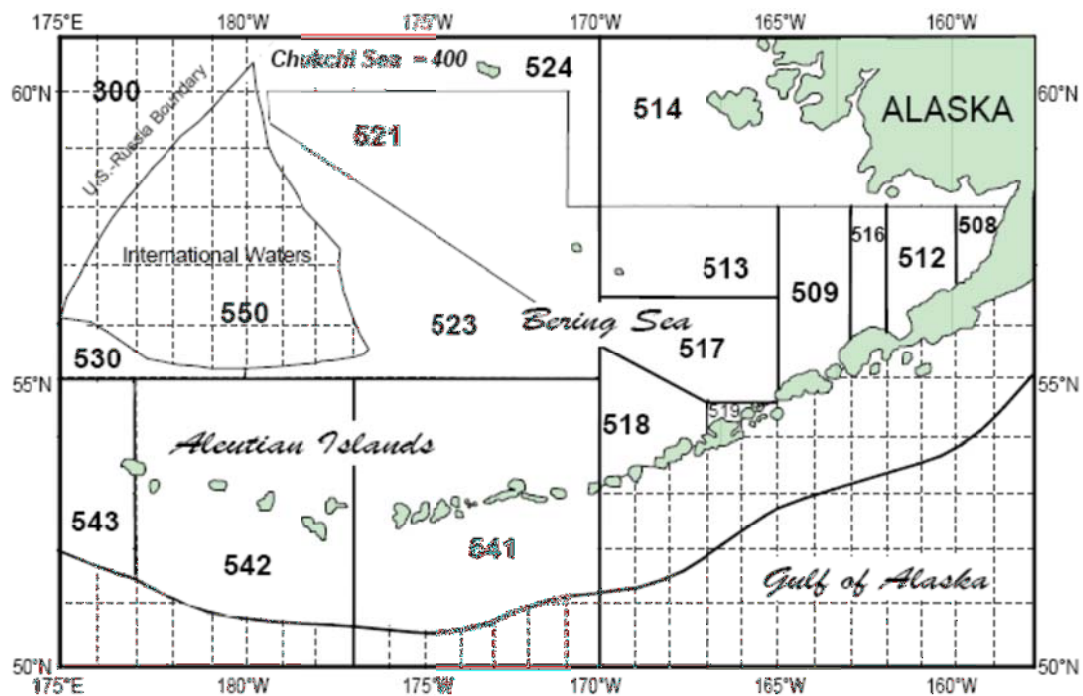 175°E 180°W 175°W 170°W 165°W 160°W
Chukchi Sea = 400
524
300
60°N
60°N
514
ALASKA
521
U.S.-Russia Boundary
508
516
International Waters
513
512
509
550
523
Bering Sea
530
517
55°N
55°N
519
518
Aleutian Islands
543
541
542
Gulf of Alaska
50°N
50°N
175°E 180°W 175°W 170°W 165°W 160°W